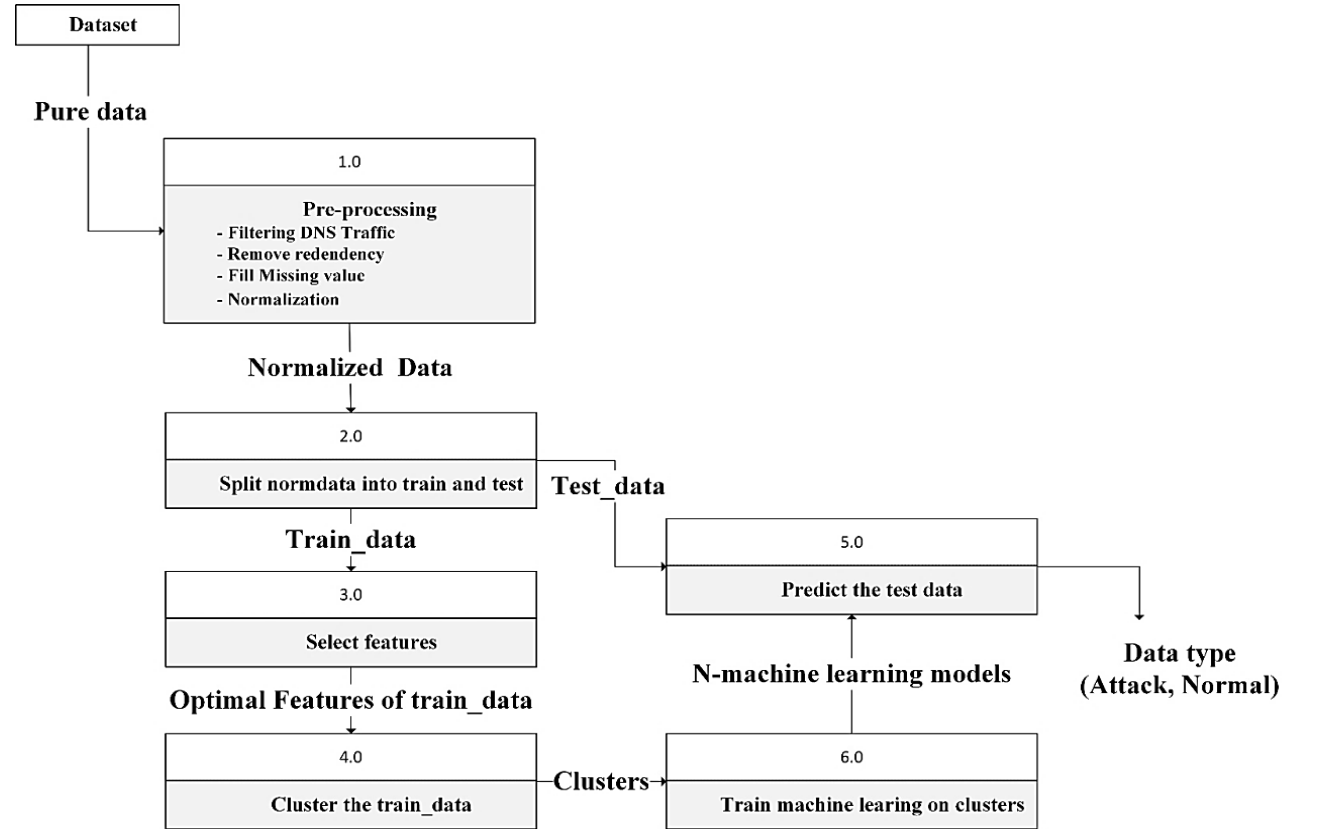 Dataset
Pure data
1.0
Pre-processing
- Filtering DNS Traffic
- Remove redendency
- Fill Missing value
- Normalization
Normalized Data
2.0
Split normdata into train and test
Test_data
Train_data
3.0
Select features
Optimal Features of train_data
4.0
Cluster the train_data
Clusters
6.0
Train machine learing on clusters
N-machine learning models
5.0
Predict the test data
Data type
(Attack, Normal)